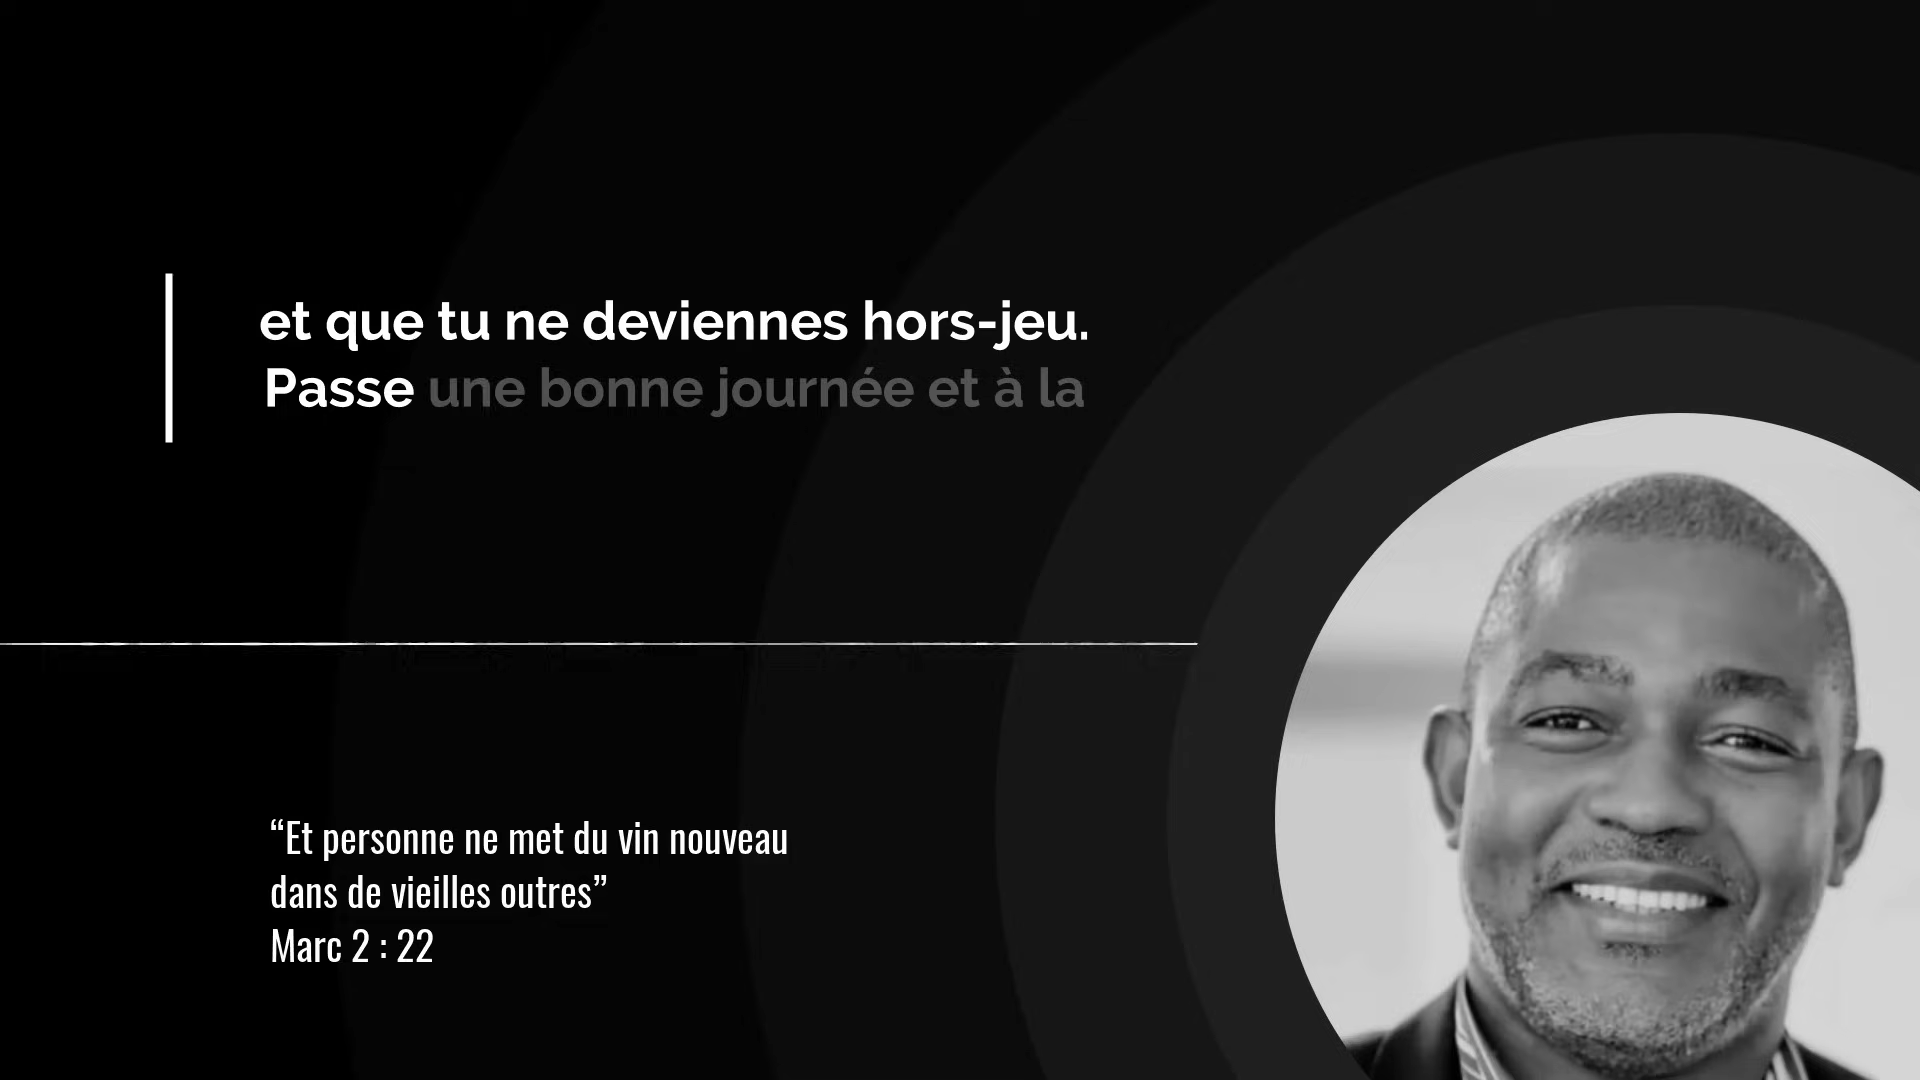 et que tu ne deviennes hors-jeu.
Passe une bonne journée et à la
“Et personne ne met du vin nouveau
dans de vieilles outres”
Marc 2 : 22